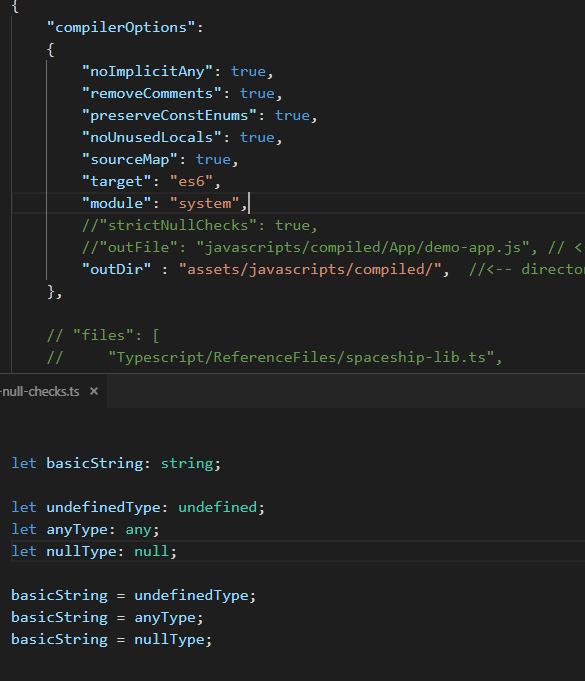 {
"compilerOptions":
{
"noImplicitAny": true,
"removeComments": true,
"preserveConstEnums": true,
"noUnusedLocals": true,
"sourceMap": true,
"target": "es6",
"module": "system",
//"strictNullChecks": true,
//"outFile": "javascripts/compiled/App/demo-app.js", // <
"outDir" : "assets/javascripts/compiled/", //<-- director
},
// "files": [
// "Typescript/ReferenceFiles/spaceship-lib.ts",
-null-checks.ts ×
let basicString: string;
let undefinedType: undefined;
let anyType: any;
let nullType: null;
basicString = undefinedType;
basicString = anyType;
basicString = nullType;